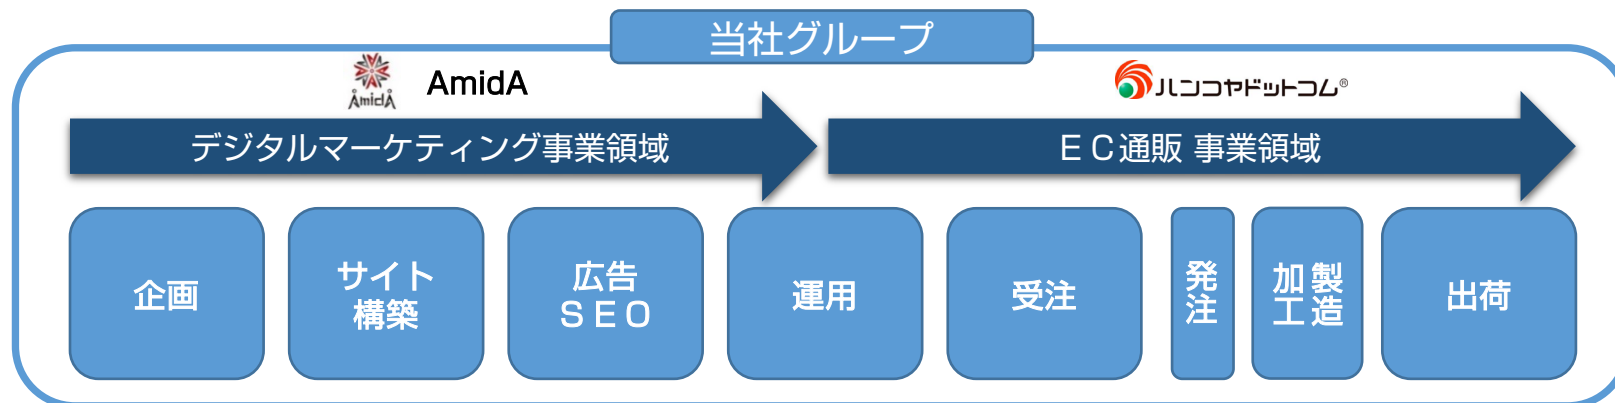 当社グループ
AmidA
AmidA
ハンコヤドットコム®
デジタルマーケティング事業領域
ＥＣ通販 事業領域
企画
サイト
構築
広告
ＳＥＯ
運用
受注
発注
製造
加工
出荷